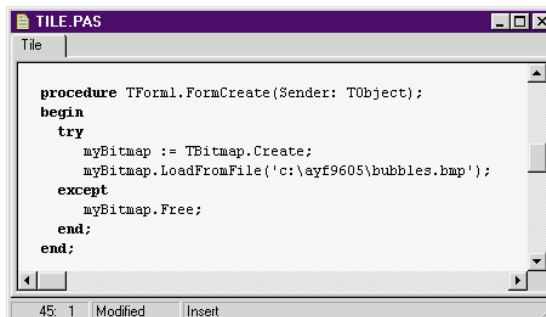 TILE.PAS
Tile
procedure TForm1.FormCreate(Sender: TObject);
begin
try
myBitmap := TBitmap.Create;
myBitmap.LoadFromFile('c:\ayf9605\bubbles.bmp');
except
myBitmap.Free;
end;
end;
45: 1 Modified Insert